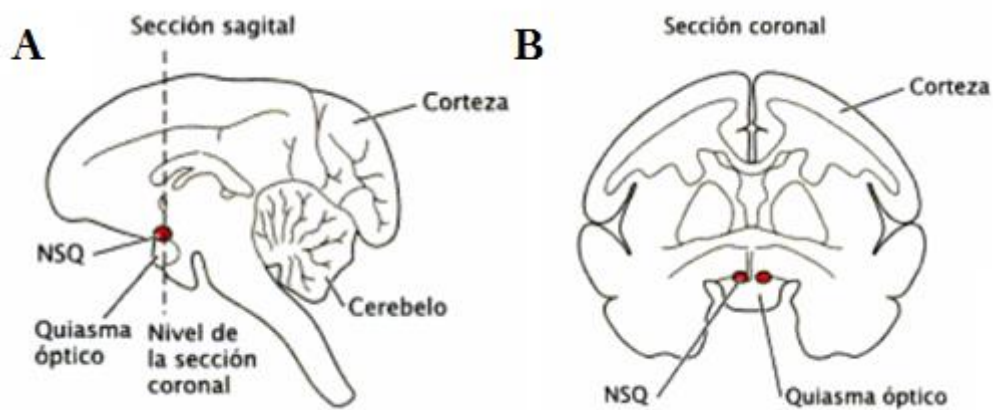 A
Sección sagital
Corteza
NSQ
Quiasma
óptico
Nivel de
la sección
coronal
Cerebelo
B
Sección coronal
Corteza
NSQ
Quiasma óptico